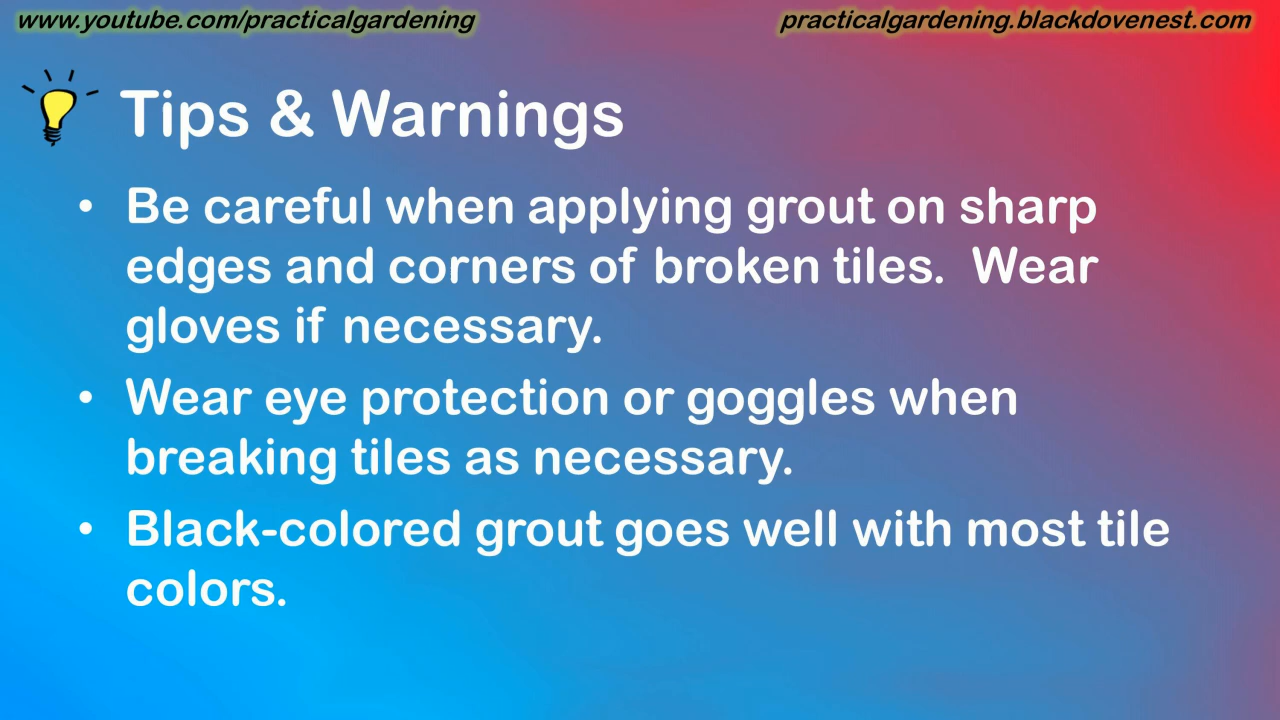 www.youtube.com/practicalgardening practicalgardening.blackdovenest.com
Tips & Warnings
• Be careful when applying grout on sharp
edges and corners of broken tiles.  Wear
gloves if necessary.
• Wear eye protection or goggles when
breaking tiles as necessary.
• Black-colored grout goes well with most tile
colors.